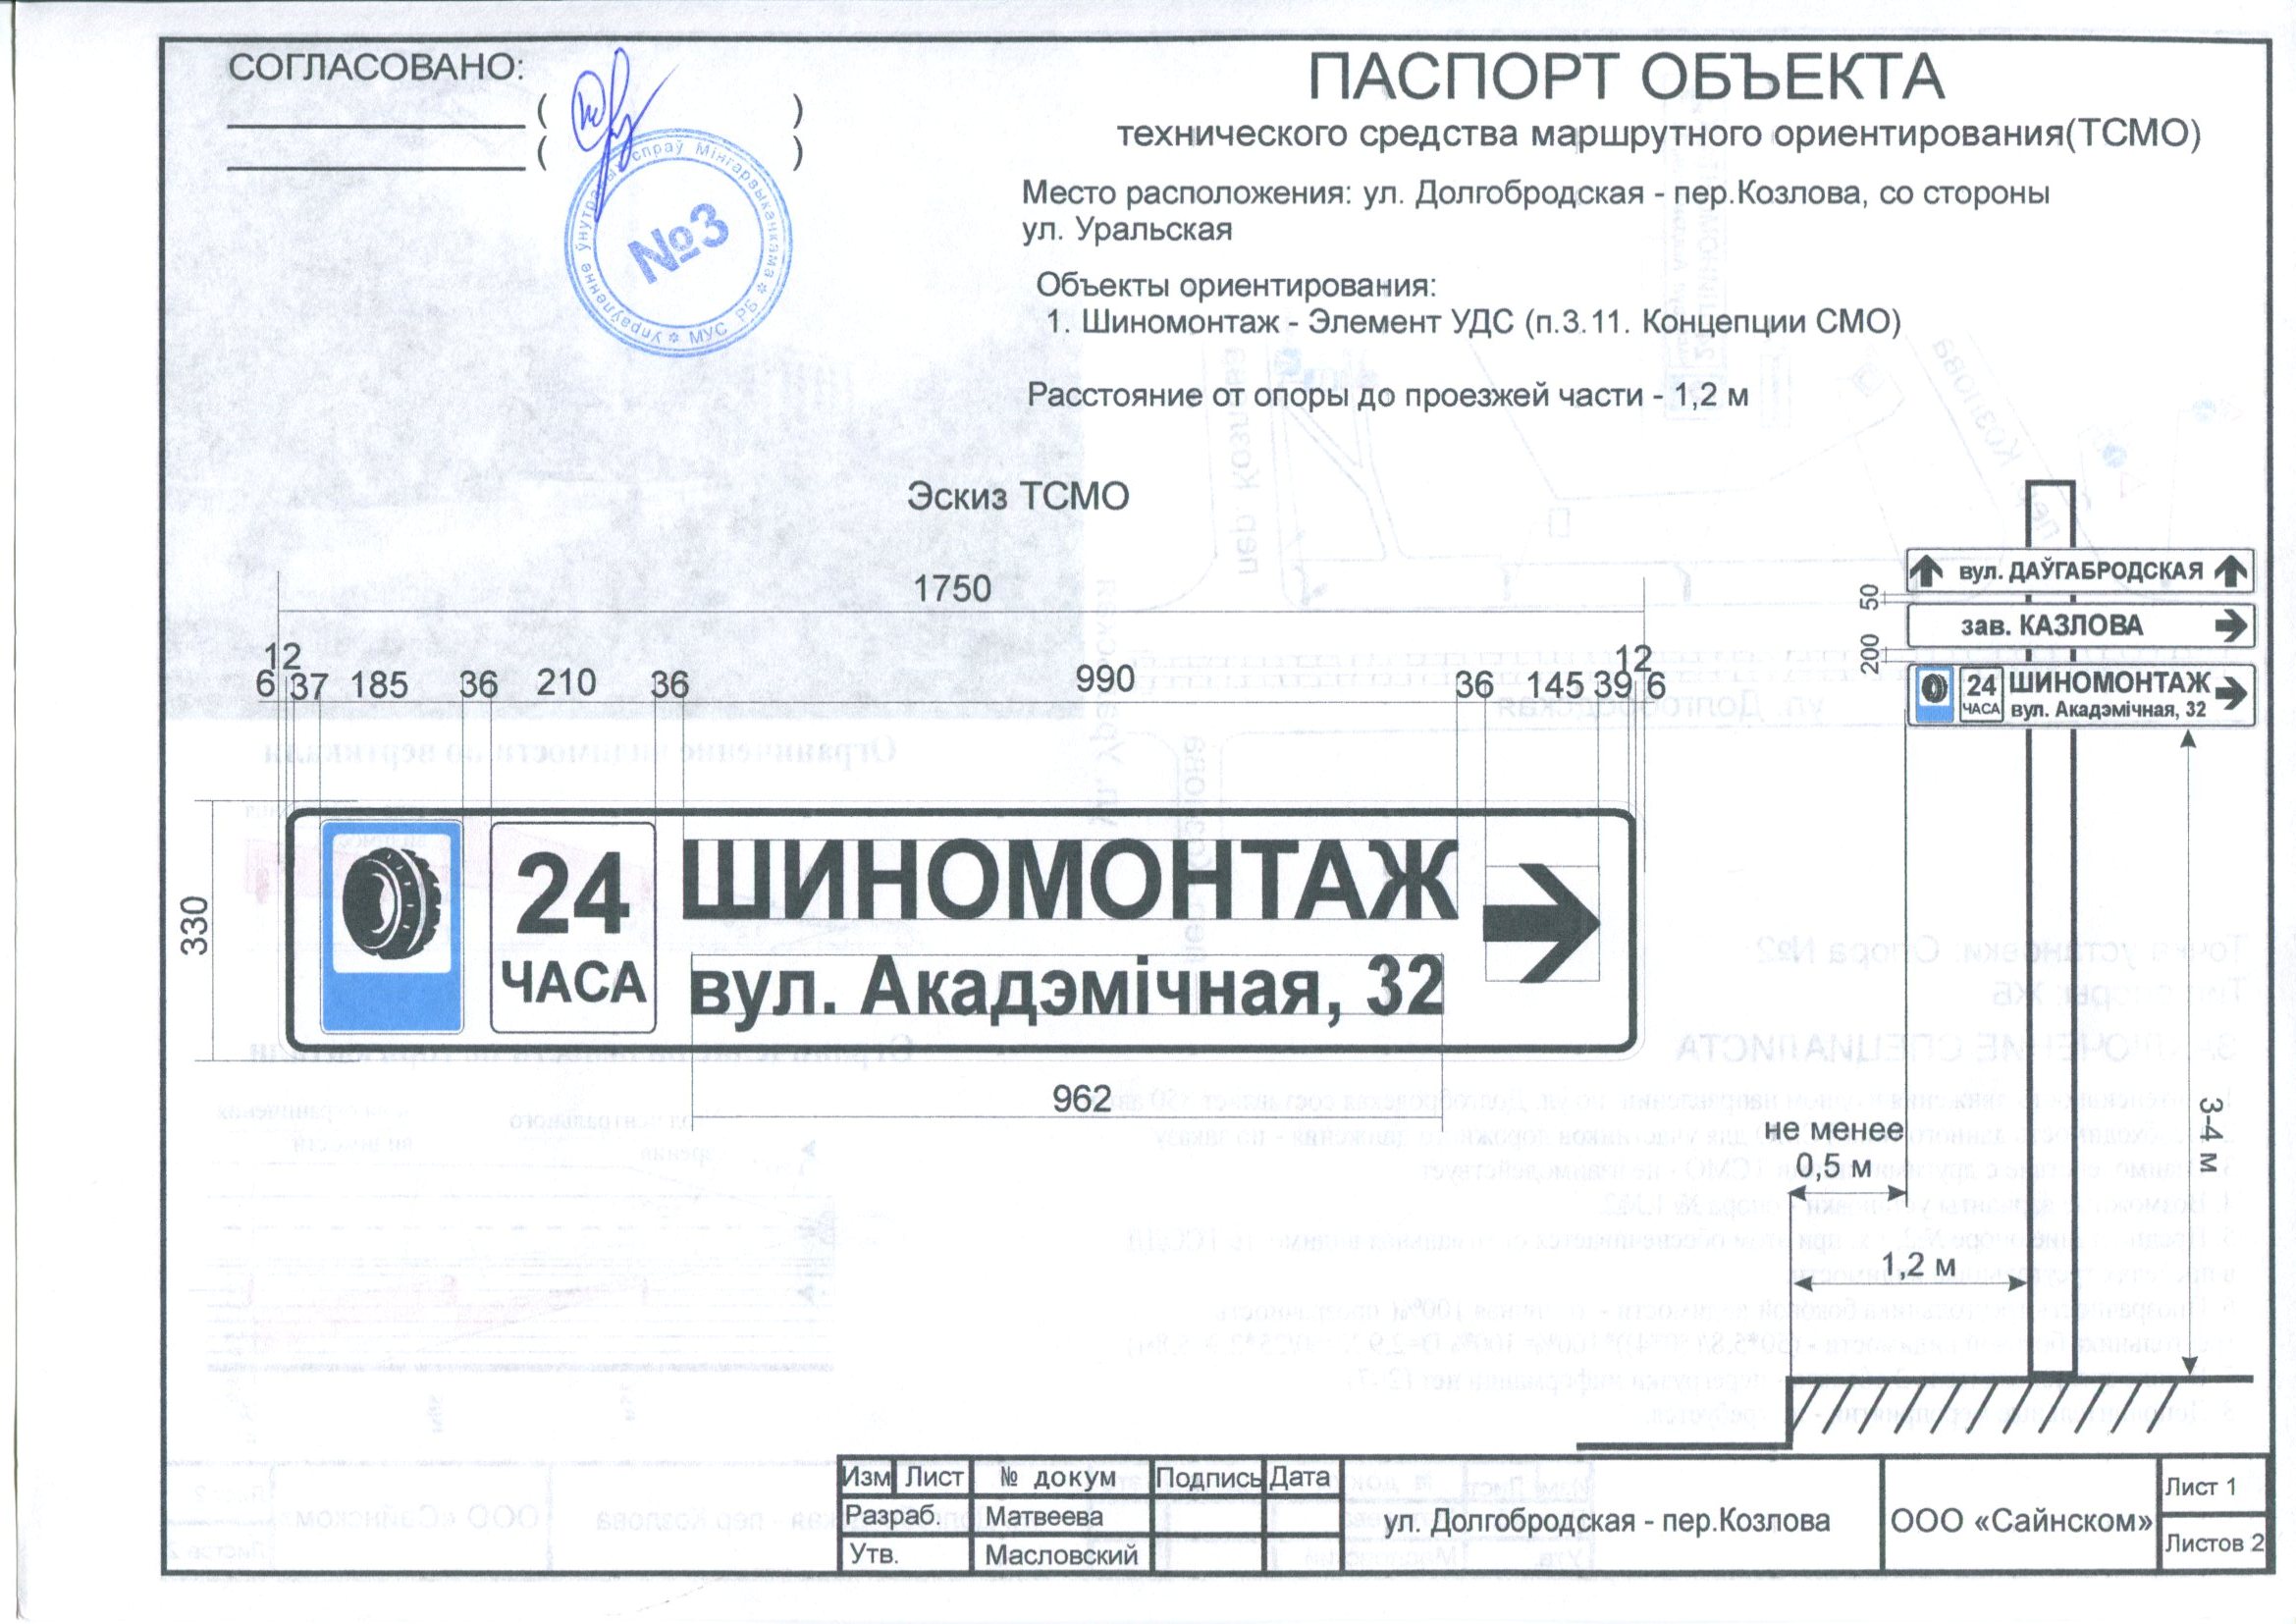 СОГЛАСОВАНО:
( )
( )
Упраўленне ўнутраных спраў Мінгарвыканкама * МУС РБ *
№3
ПАСПОРТ ОБЪЕКТА
технического средства маршрутного ориентирования(ТСМО)
Место расположения: ул. Долгобродская - пер.Козлова, со стороны
ул. Уральская
Объекты ориентирования:
1. Шиномонтаж - Элемент УДС (п.3.11. Концепции СМО)
Расстояние от опоры до проезжей части - 1,2 м
Эскиз ТСМО
1750
12
6 37 185 36 210 36 990 36 145 39 6
12
330
24
ЧАСА
ШИНОМОНТАЖ
вул. Акадэмічная, 32
962
вул. ДАЎГАБРОДСКАЯ
50
зав. КАЗЛОВА
200
24
ЧАСА
ШИНОМОНТАЖ
вул. Акадэмічная, 32
3-4 м
не менее
0,5 м
1,2 м
Изм Лист № докум Подпись Дата
Разраб. Матвеева
Утв. Масловский
ул. Долгобродская - пер.Козлова
ООО «Сайнском»
Лист 1
Листов 2